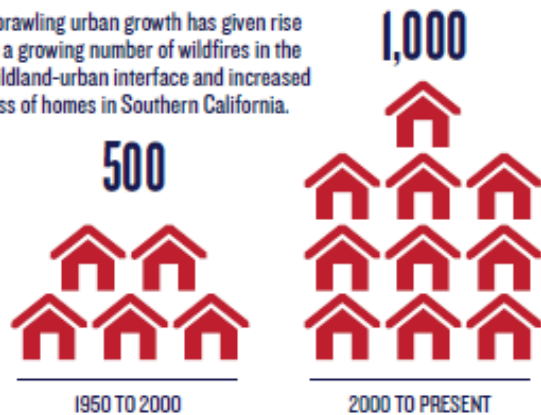 prawling urban growth has given rise
a growing number of wildfires in the
ildland-urban interface and increased
ss of homes in Southern California.
1,000
500
1950 TO 2000
2000 TO PRESENT